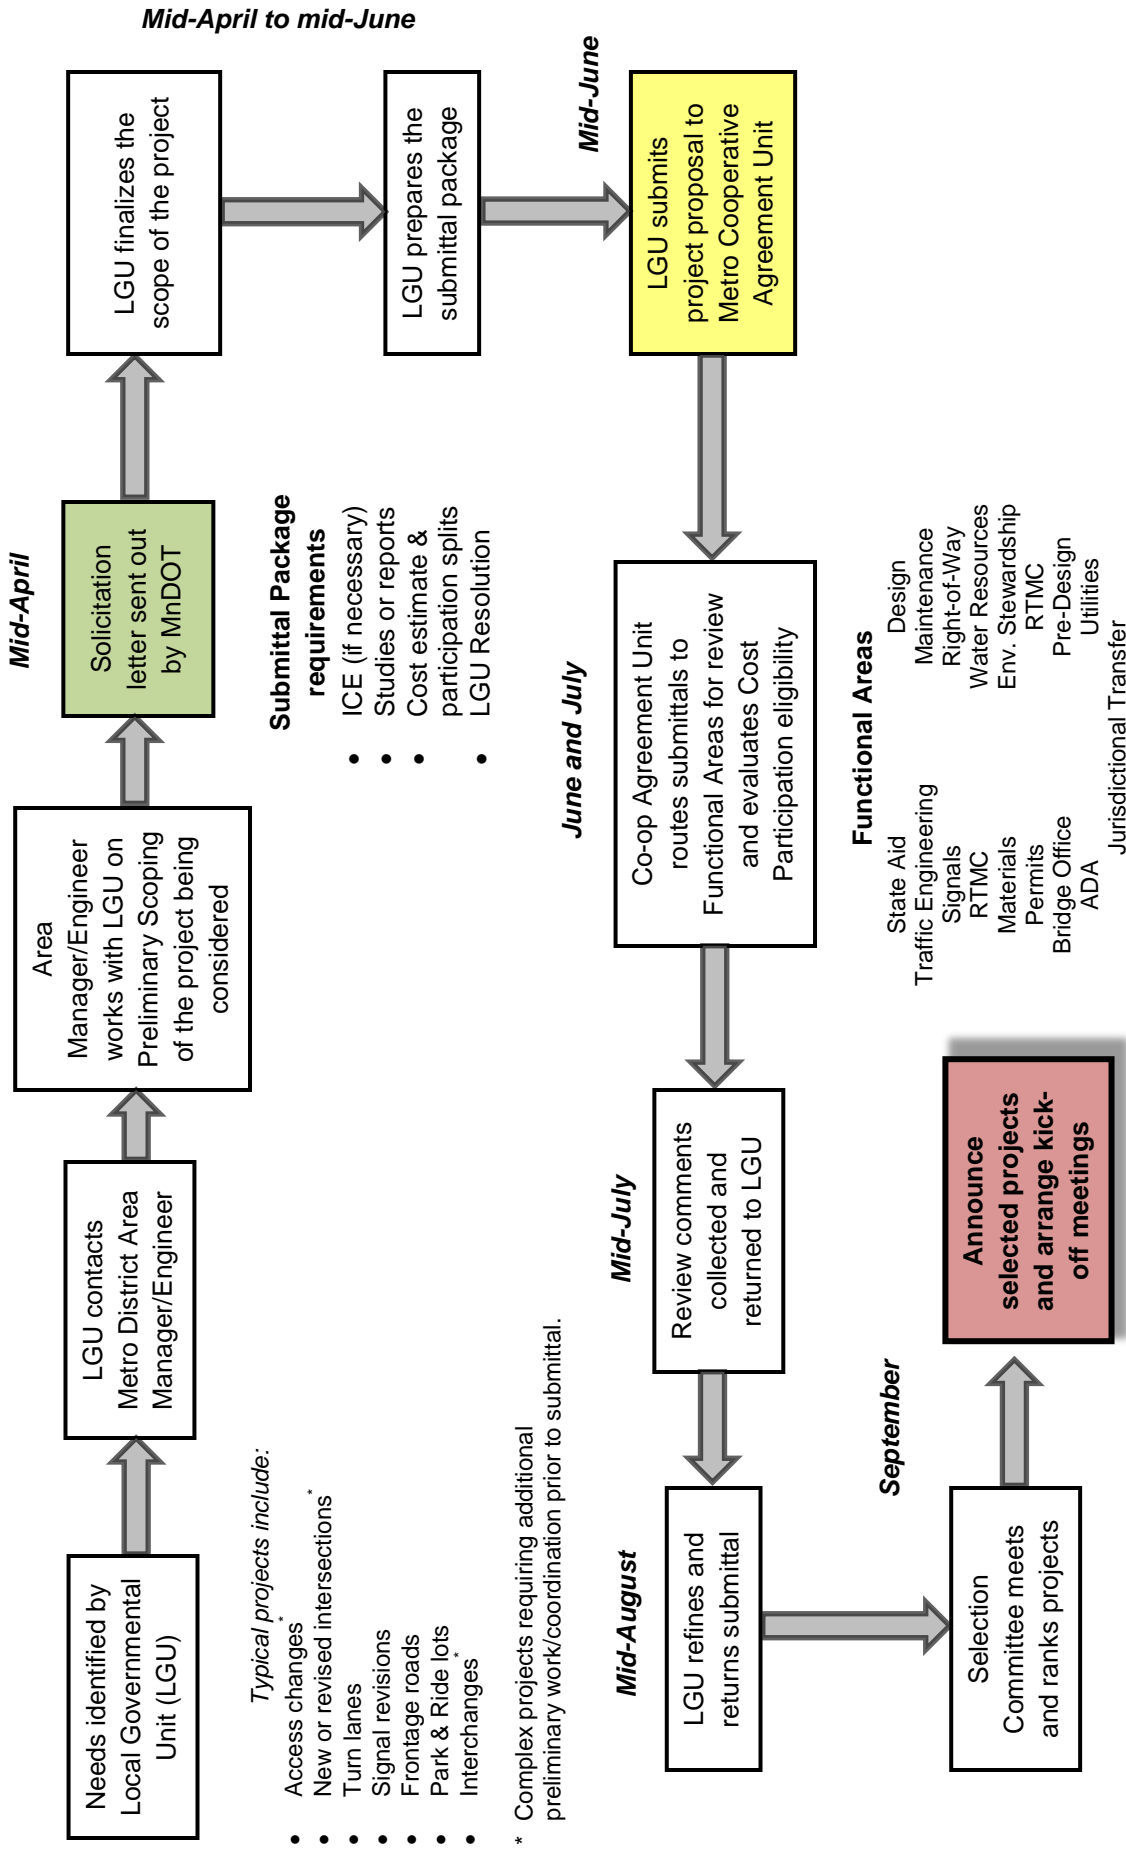 Needs identified by
Local Governmental
Unit (LGU)
LGU contacts
Metro District Area
Manager/Engineer
Area
Manager/Engineer
works with LGU on
Preliminary Scoping
of the project being
considered
Mid-April
Solicitation
letter sent out
by MnDOT
LGU finalizes the
scope of the project
Mid-April to mid-June
LGU prepares the
submittal package
Mid-June
LGU submits
project proposal to
Metro Cooperative
Agreement Unit
Typical projects include:
• Access changes*
• New or revised intersections*
• Turn lanes
• Signal revisions
• Frontage roads
• Park & Ride lots
• Interchanges*
* Complex projects requiring additional
preliminary work/coordination prior to submittal.
Submittal Package
requirements
• ICE (if necessary)
• Studies or reports
• Cost estimate &
participation splits
• LGU Resolution
June and July
Co-op Agreement Unit
routes submittals to
Functional Areas for review
and evaluates Cost
Participation eligibility
Functional Areas
State Aid
Traffic Engineering
Signals
RTMC
Materials
Permits
Bridge Office
ADA
Design
Maintenance
Right-of-Way
Water Resources
Env. Stewardship
RTMC
Pre-Design
Utilities
Jurisdictional Transfer
Mid-July
Review comments
collected and
returned to LGU
Mid-August
LGU refines and
returns submittal
September
Selection
Committee meets
and ranks projects
Announce
selected projects
and arrange kick-
off meetings